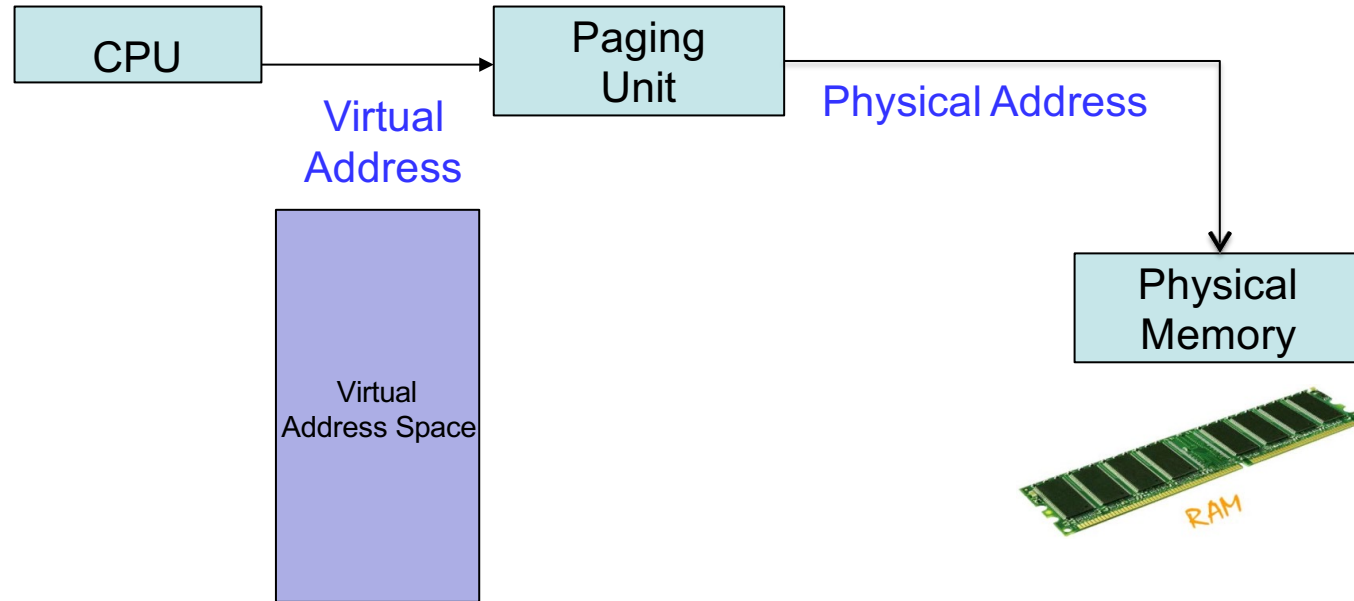 CPU
Paging
Unit
Virtual
Address
Physical Address
Physical
Memory
Virtual
Address Space
RAM